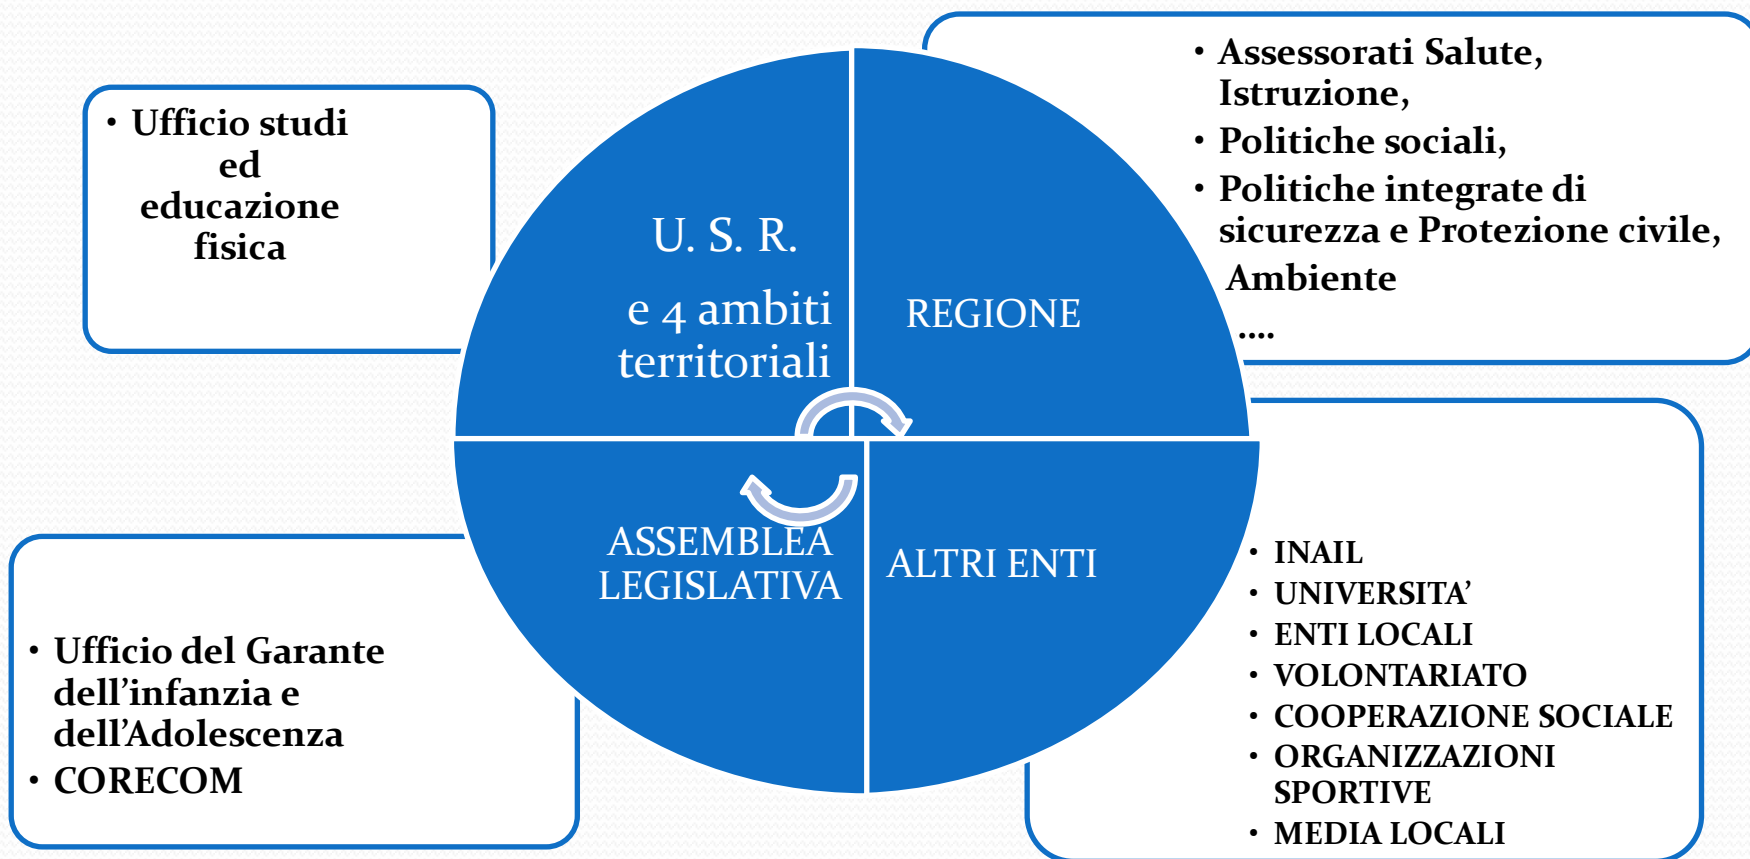 • Ufficio studi
ed
educazione
fisica
U. S. R.
e 4 ambiti
territoriali
REGIONE
• Assessorati Salute,
Istruzione,
• Politiche sociali,
• Politiche integrate di
sicurezza e Protezione civile,
Ambiente
....
ASSEMBLEA
LEGISLATIVA
ALTRI ENTI
• Ufficio del Garante
dell’infanzia e
dell’Adolescenza
• CORECOM
• INAIL
• UNIVERSITA’
• ENTI LOCALI
• VOLONTARIATO
• COOPERAZIONE SOCIALE
• ORGANIZZAZIONI
SPORTIVE
• MEDIA LOCALI